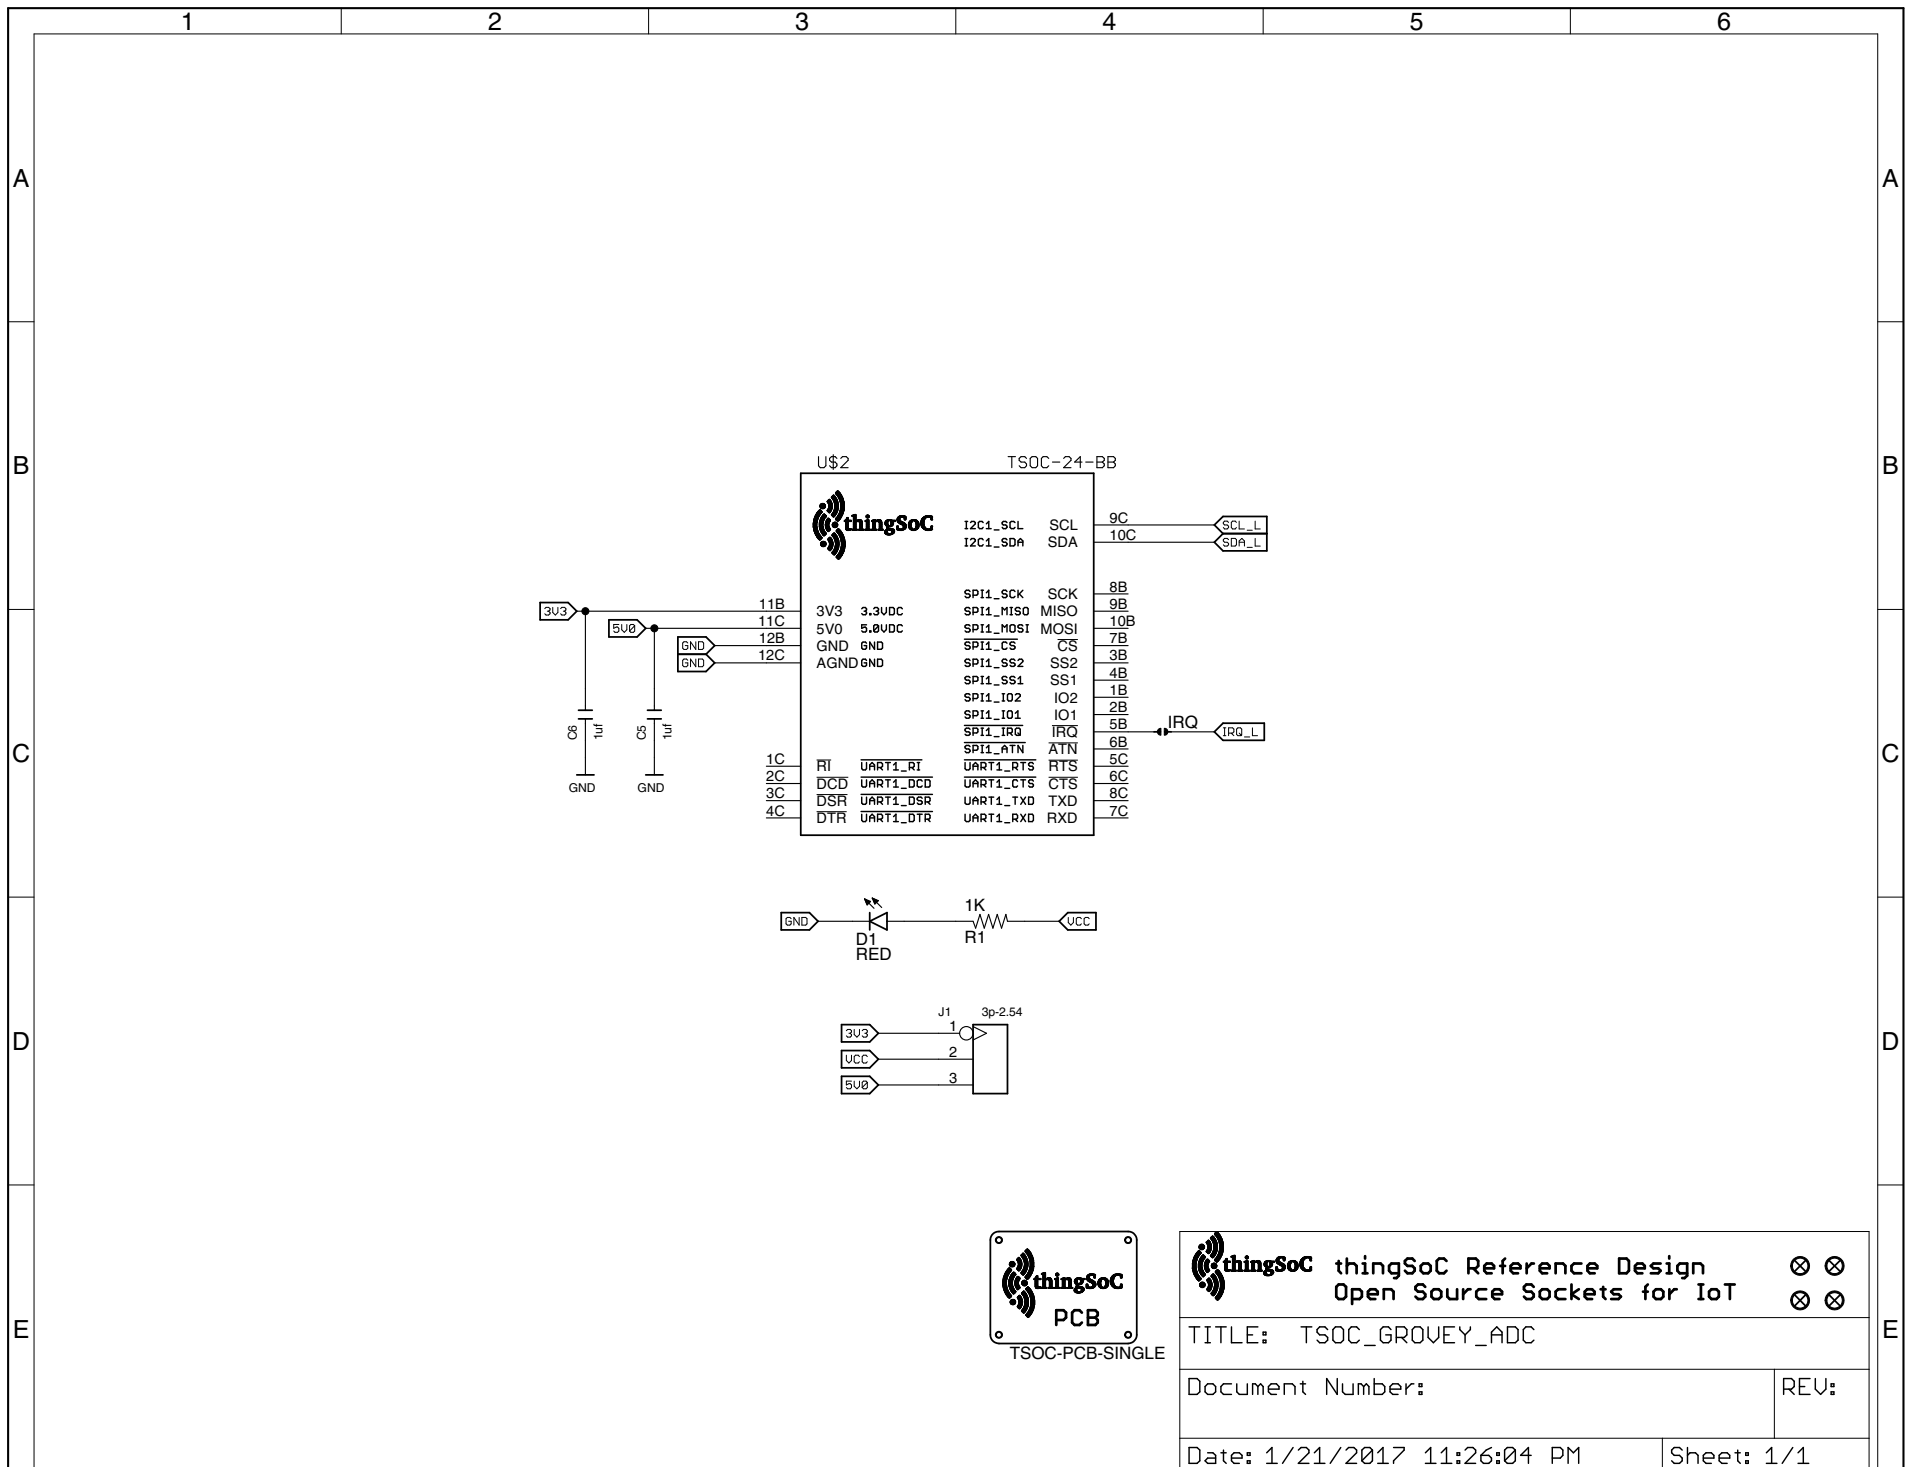 1 2 3 4 5 6
A A
B B
U$2 TSOC-24-BB
thingSoC
I2C1_SCL SCL 9C SCL_L
I2C1_SDA SDA 10C SDA_L
SPI1_SCK SCK 8B
3V3 11B 3V3 3.3VDC SPI1_MISO MISO 9B
5V0 11C 5V0 5.0VDC SPI1_MOSI MOSI 10B
GND 12B GND GND SPI1_CS CS 7B
GND 12C AGND GND SPI1_SS2 SS2 3B
SPI1_SS1 SS1 4B
SPI1_IO2 IO2 1B
SPI1_IO1 IO1 2B
C6 1uf C5 1uf SPI1_IRQ IRQ 5B IRQ IRQ_L
SPI1_ATN ATN 6B
C C
1C RI UART1_RI UART1_RTS RTS 5C
GND GND 2C DCD UART1_DCD UART1_CTS CTS 6C
3C DSR UART1_DSR UART1_TXD TXD 8C
4C DTR UART1_DTR UART1_RXD RXD 7C
1K
GND VCC
D1 R1
RED
J1 3p-2.54
3V3 1
D D
VCC 2
5V0 3
thingSoC
PCB
TSOC-PCB-SINGLE
thingSoC thingSoC Reference Design
Open Source Sockets for IoT
E E
TITLE: TSOC_GROVEY_ADC
Document Number: REV:
Date: 1/21/2017 11:26:04 PM Sheet: 1/1